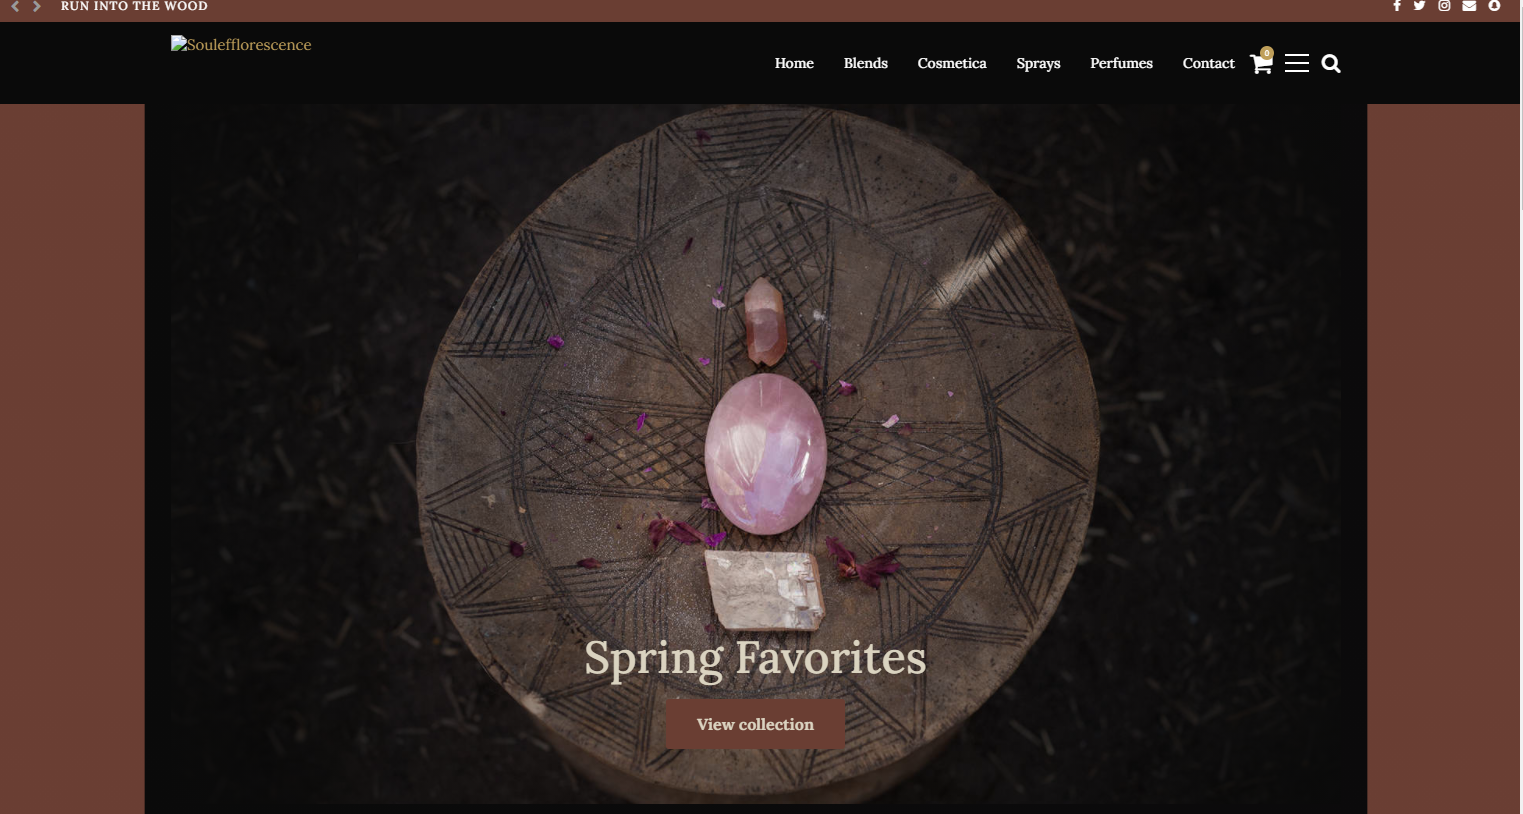 RUN INTO THE WOOD
Soulefflorescence
Home Blends Cosmetica Sprays Perfumes Contact 0
Spring Favorites
View collection